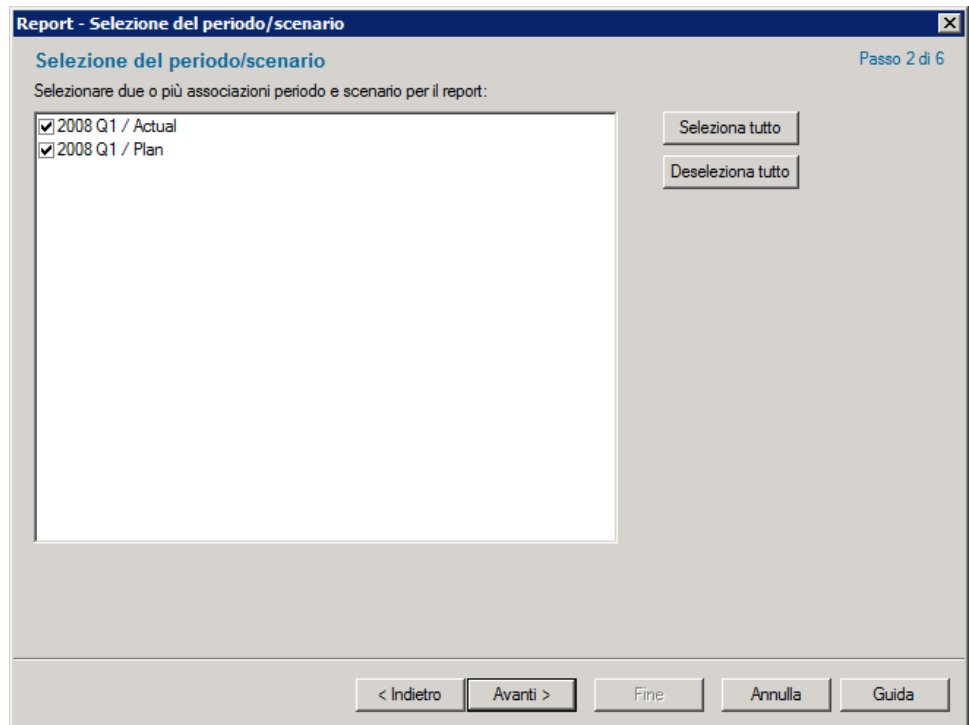 Report - Selezione del periodo/scenario
Selezione del periodo/scenario
Passo 2 di 6
Selezionare due o più associazioni periodo e scenario per il report:
2008 Q1 / Actual
2008 Q1 / Plan
Seleziona tutto
Deseleziona tutto
< Indietro
Avanti >
Fine
Annulla
Guida